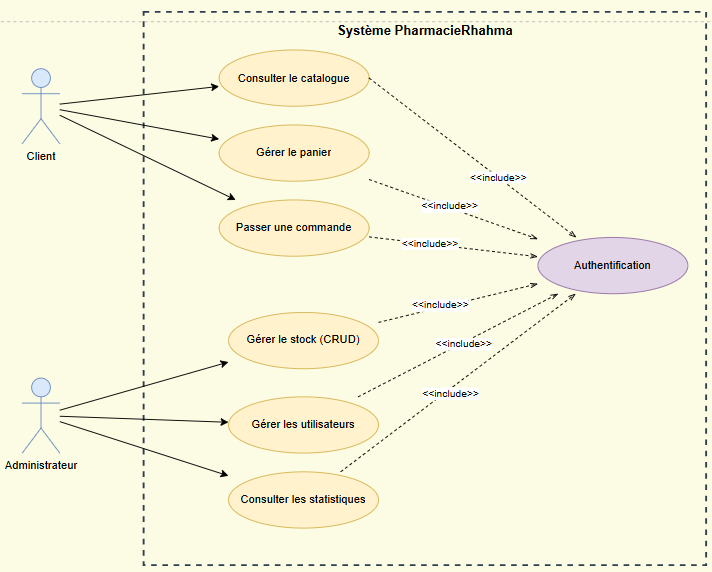 Système PharmacieRhahma
Consulter le catalogue
Client
Gérer le panier
<<include>>
<<include>>
Passer une commande
<<include>>
Authentification
<<include>>
Gérer le stock (CRUD)
<<include>>
<<include>>
Gérer les utilisateurs
Administrateur
Consulter les statistiques